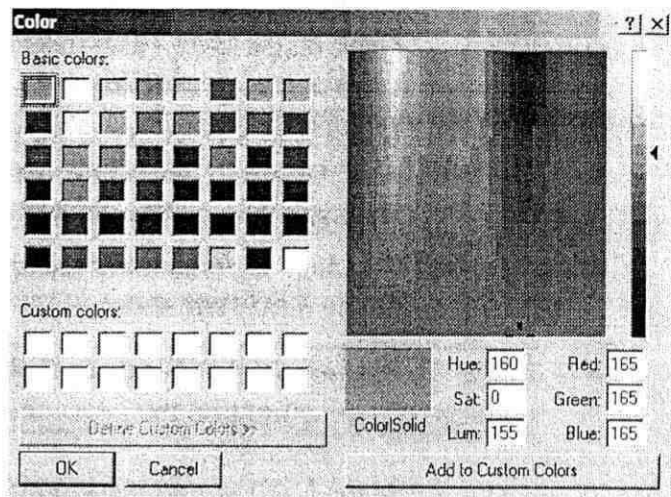 Color
? ×
Basic colors:
Custom colors:
Define Custom Colors >>
OK Cancel
Color|Solid
Hue: 160 Red: 165
Sat: 0 Green: 165
Lum: 155 Blue: 165
Add to Custom Colors